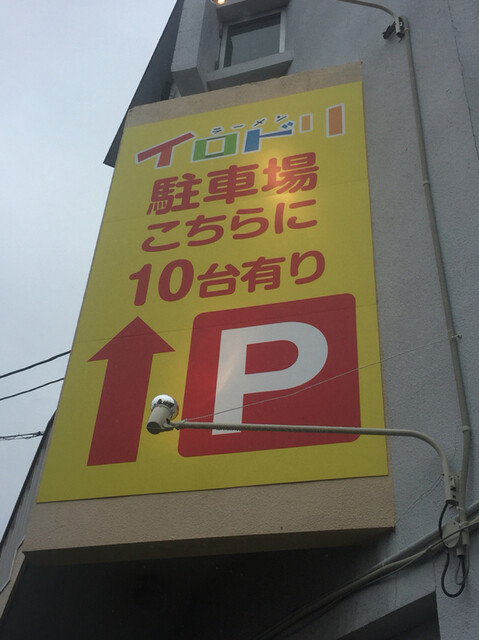 ラーメン
イロドリ
駐車場
こちらに
10台有り
P